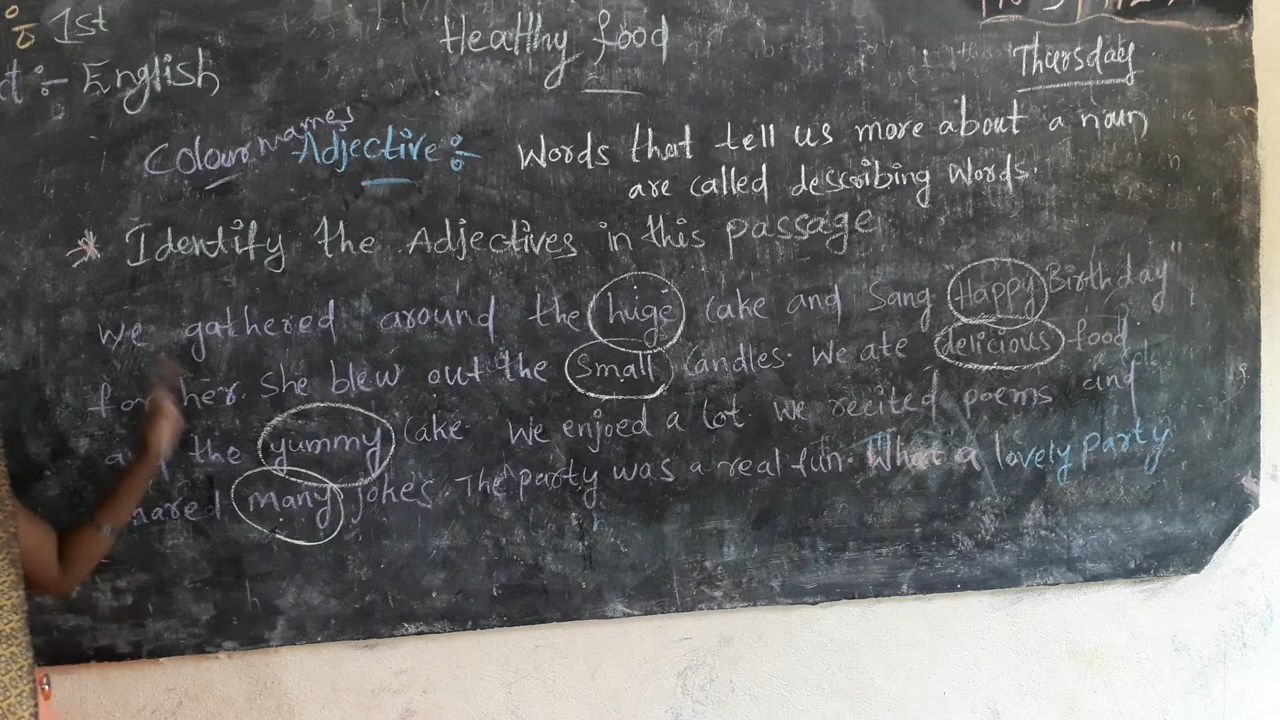 1st
Healthy food
English
Thursday
Colour names
Adjective :- Words that tell us more about a noun
are called describing words.
* Identify the Adjectives in this passage
We gathered around the huge cake and sang "Happy Birthday"
for her. She blew out the small candles. We ate delicious food
the yummy cake. We enjoed a lot. We recited poems and
many jokes. The party was a real fun. What a lovely party.